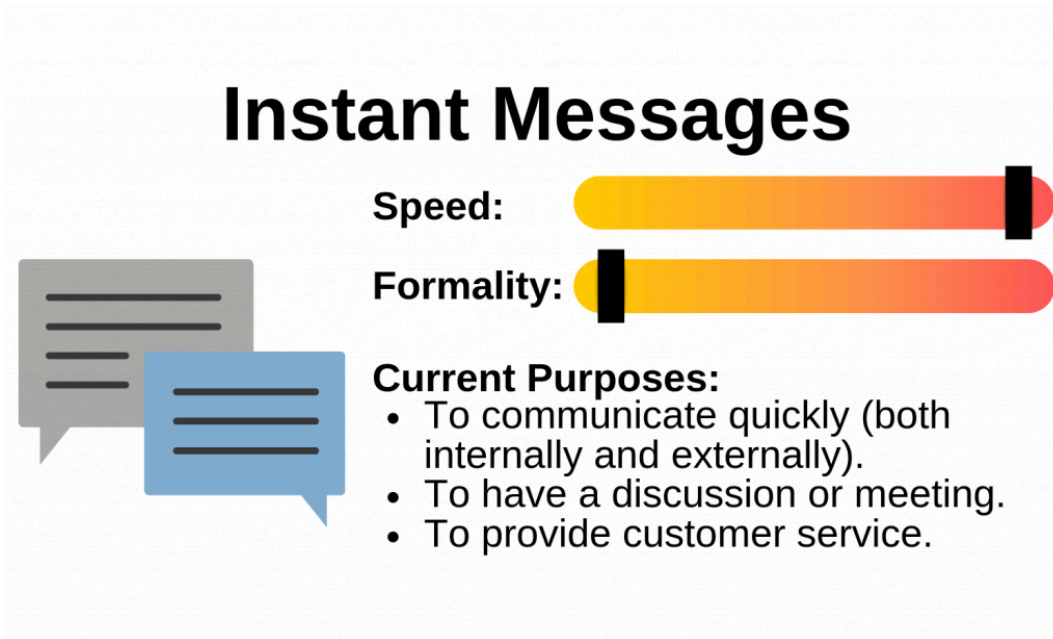 Instant Messages
Speed:
Formality:
Current Purposes:
• To communicate quickly (both
internally and externally).
• To have a discussion or meeting.
• To provide customer service.